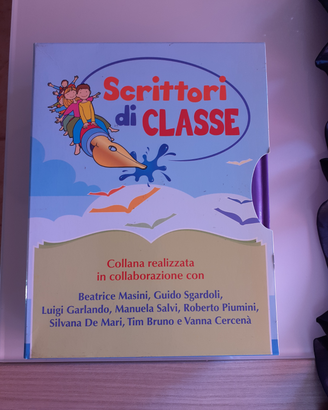 Scrittori
di CLASSE
Collana realizzata
in collaborazione con
Beatrice Masini, Guido Sgardoli,
Luigi Garlando, Manuela Salvi, Roberto Piumini,
Silvana De Mari, Tim Bruno e Vanna Cercenà